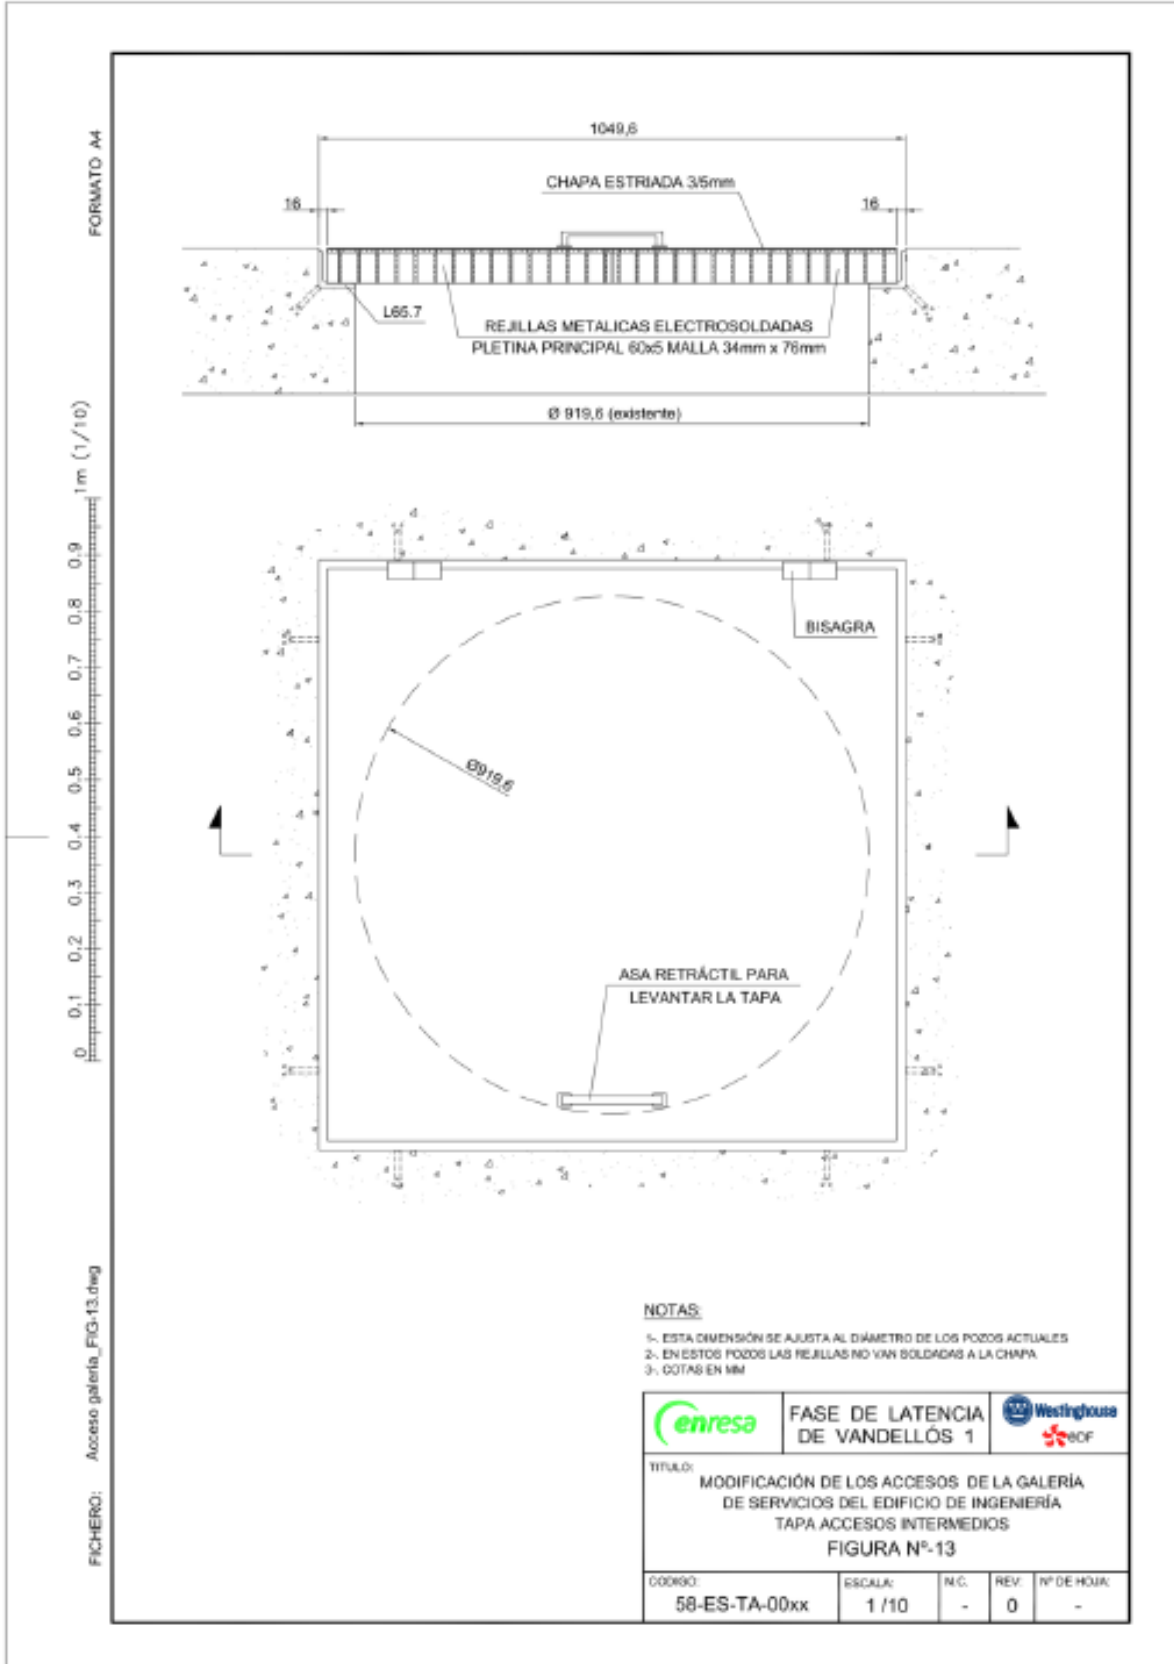 FORMATO A4
1049,6
CHAPA ESTRIADA 3/5mm
16
16
L65.7
REJILLAS METALICAS ELECTROSOLDADAS
PLETINA PRINCIPAL 60x5 MALLA 34mm x 76mm
Ø 919,6 (existente)
1m (1/10)
0,9
0,8
0,7
0,6
0,5
0,4
0,3
0,2
0,1
0
BISAGRA
Ø919,6
ASA RETRÁCTIL PARA
LEVANTAR LA TAPA
FICHERO: Acceso galería_FIG-13.dwg
NOTAS:
1-. ESTA DIMENSIÓN SE AJUSTA AL DIÁMETRO DE LOS POZOS ACTUALES
2-. EN ESTOS POZOS LAS REJILLAS NO VAN SOLDADAS A LA CHAPA
3-. COTAS EN MM
enresa
FASE DE LATENCIA
DE VANDELLÓS 1
Westinghouse
eDF
TITULO:
MODIFICACIÓN DE LOS ACCESOS DE LA GALERÍA
DE SERVICIOS DEL EDIFICIO DE INGENIERÍA
TAPA ACCESOS INTERMEDIOS
FIGURA Nº-13
CODIGO:
58-ES-TA-00xx
ESCALA:
1 /10
N.C.
-
REV:
0
Nº DE HOJA:
-